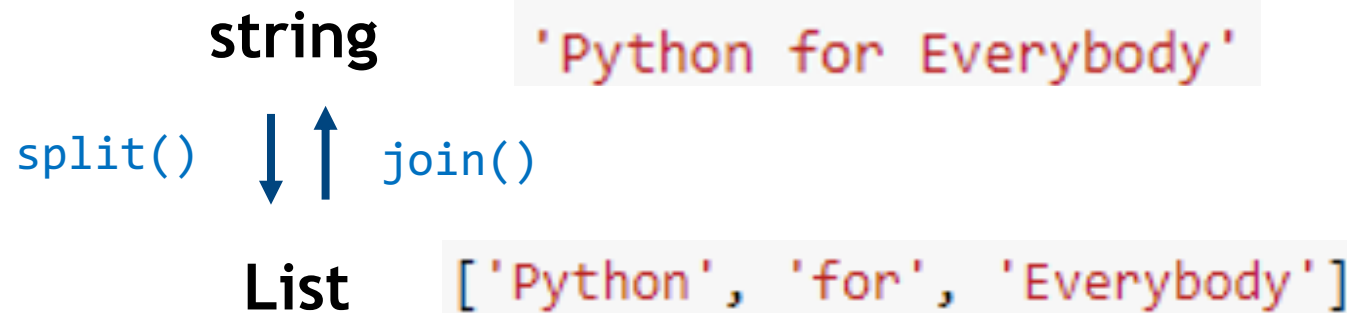 string 'Python for Everybody'
split() join()
List ['Python', 'for', 'Everybody']